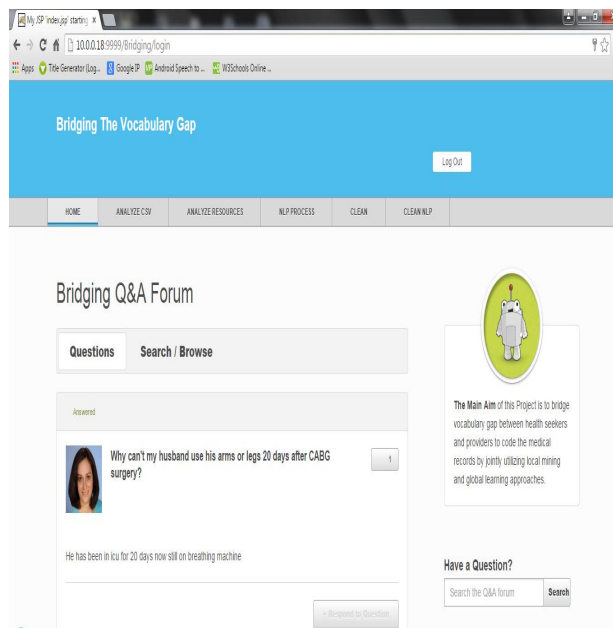 My JSP 'index.jsp' starting
10.0.0.18:9999/Bridging/login
Apps Title Generator (Log... Google IP Android Speech to ... W3Schools Online ...
Bridging The Vocabulary Gap
Log Out
HOME ANALYZE CSV ANALYZE RESOURCES NLP PROCESS CLEAN CLEAN NLP
Bridging Q&A Forum
Questions Search / Browse
Answered
Why can't my husband use his arms or legs 20 days after CABG
surgery?
1
He has been in icu for 20 days now still on breathing machine
+ Respond to Question
The Main Aim of this Project is to bridge
vocabulary gap between health seekers
and providers to code the medical
records by jointly utilizing local mining
and global learning approaches.
Have a Question?
Search the Q&A forum Search